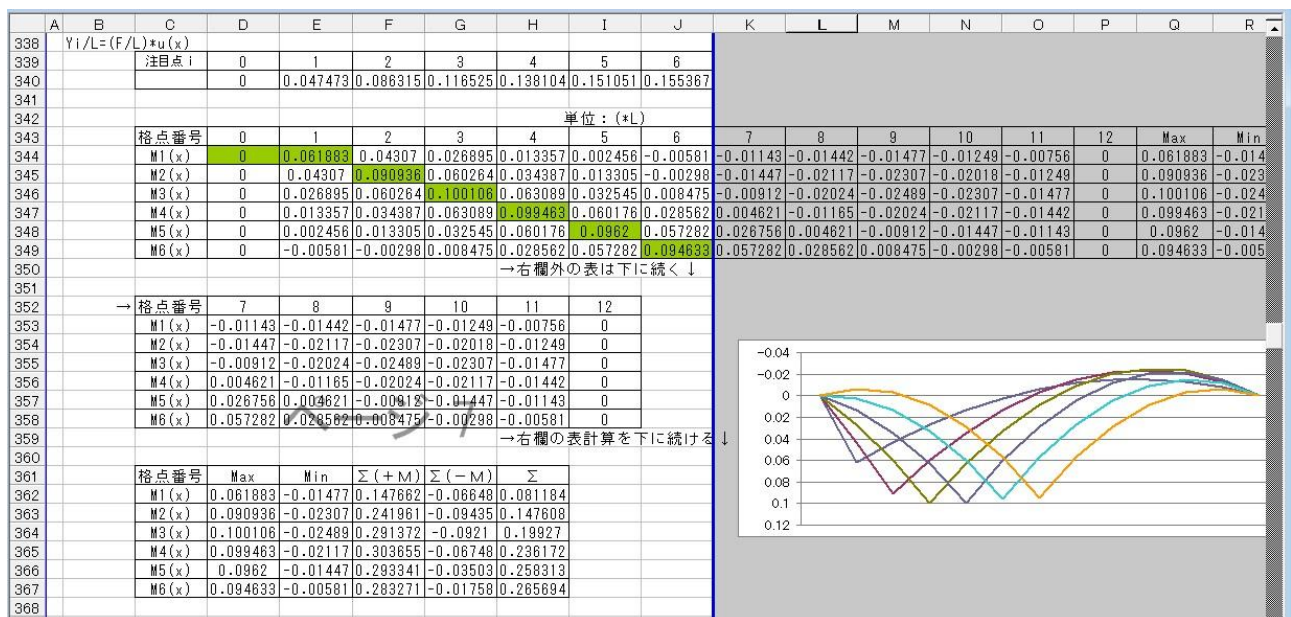 A B C D E F G H I J K L M N O P Q R
338 Yi/L=(F/L)*u(x)
339 注目点i 0 1 2 3 4 5 6
340 0 0.047473 0.086315 0.116525 0.138104 0.151051 0.155367
341
342 単位：(*L)
343 格点番号 0 1 2 3 4 5 6 7 8 9 10 11 12 Max Min
344 M1(x) 0 0.061883 0.04307 0.026895 0.013357 0.002456 -0.00581 -0.01143 -0.01442 -0.01477 -0.01249 -0.00756 0 0.061883 -0.014
345 M2(x) 0 0.04307 0.090936 0.060264 0.034387 0.013305 -0.00298 -0.01447 -0.02117 -0.02307 -0.02018 -0.01249 0 0.090936 -0.023
346 M3(x) 0 0.026895 0.060264 0.100106 0.063089 0.032545 0.008475 -0.00912 -0.02024 -0.02489 -0.02307 -0.01477 0 0.100106 -0.024
347 M4(x) 0 0.013357 0.034387 0.063089 0.099463 0.060176 0.028562 0.004621 -0.01165 -0.02024 -0.02117 -0.01442 0 0.099463 -0.021
348 M5(x) 0 0.002456 0.013305 0.032545 0.060176 0.0962 0.057282 0.026756 0.004621 -0.00912 -0.01447 -0.01143 0 0.0962 -0.014
349 M6(x) 0 -0.00581 -0.00298 0.008475 0.028562 0.057282 0.094633 0.057282 0.028562 0.008475 -0.00298 -0.00581 0 0.094633 -0.005
350 →右欄外の表は下に続く↓
351
352 → 格点番号 7 8 9 10 11 12
353 M1(x) -0.01143 -0.01442 -0.01477 -0.01249 -0.00756 0
354 M2(x) -0.01447 -0.02117 -0.02307 -0.02018 -0.01249 0
355 M3(x) -0.00912 -0.02024 -0.02489 -0.02307 -0.01477 0
356 M4(x) 0.004621 -0.01165 -0.02024 -0.02117 -0.01442 0
357 M5(x) 0.026756 0.004621 -0.00912 -0.01447 -0.01143 0
358 M6(x) 0.057282 0.028562 0.008475 -0.00298 -0.00581 0
ページ 7
359 →右欄の表計算を下に続ける↓
360
361 格点番号 Max Min Σ(+M) Σ(-M) Σ
362 M1(x) 0.061883 -0.01477 0.147662 -0.06648 0.081184
363 M2(x) 0.090936 -0.02307 0.241961 -0.09435 0.147608
364 M3(x) 0.100106 -0.02489 0.291372 -0.0921 0.19927
365 M4(x) 0.099463 -0.02117 0.303655 -0.06748 0.236172
366 M5(x) 0.0962 -0.01447 0.293341 -0.03503 0.258313
367 M6(x) 0.094633 -0.00581 0.283271 -0.01758 0.265694
368
-0.04
-0.02
0
0.02
0.04
0.06
0.08
0.1
0.12